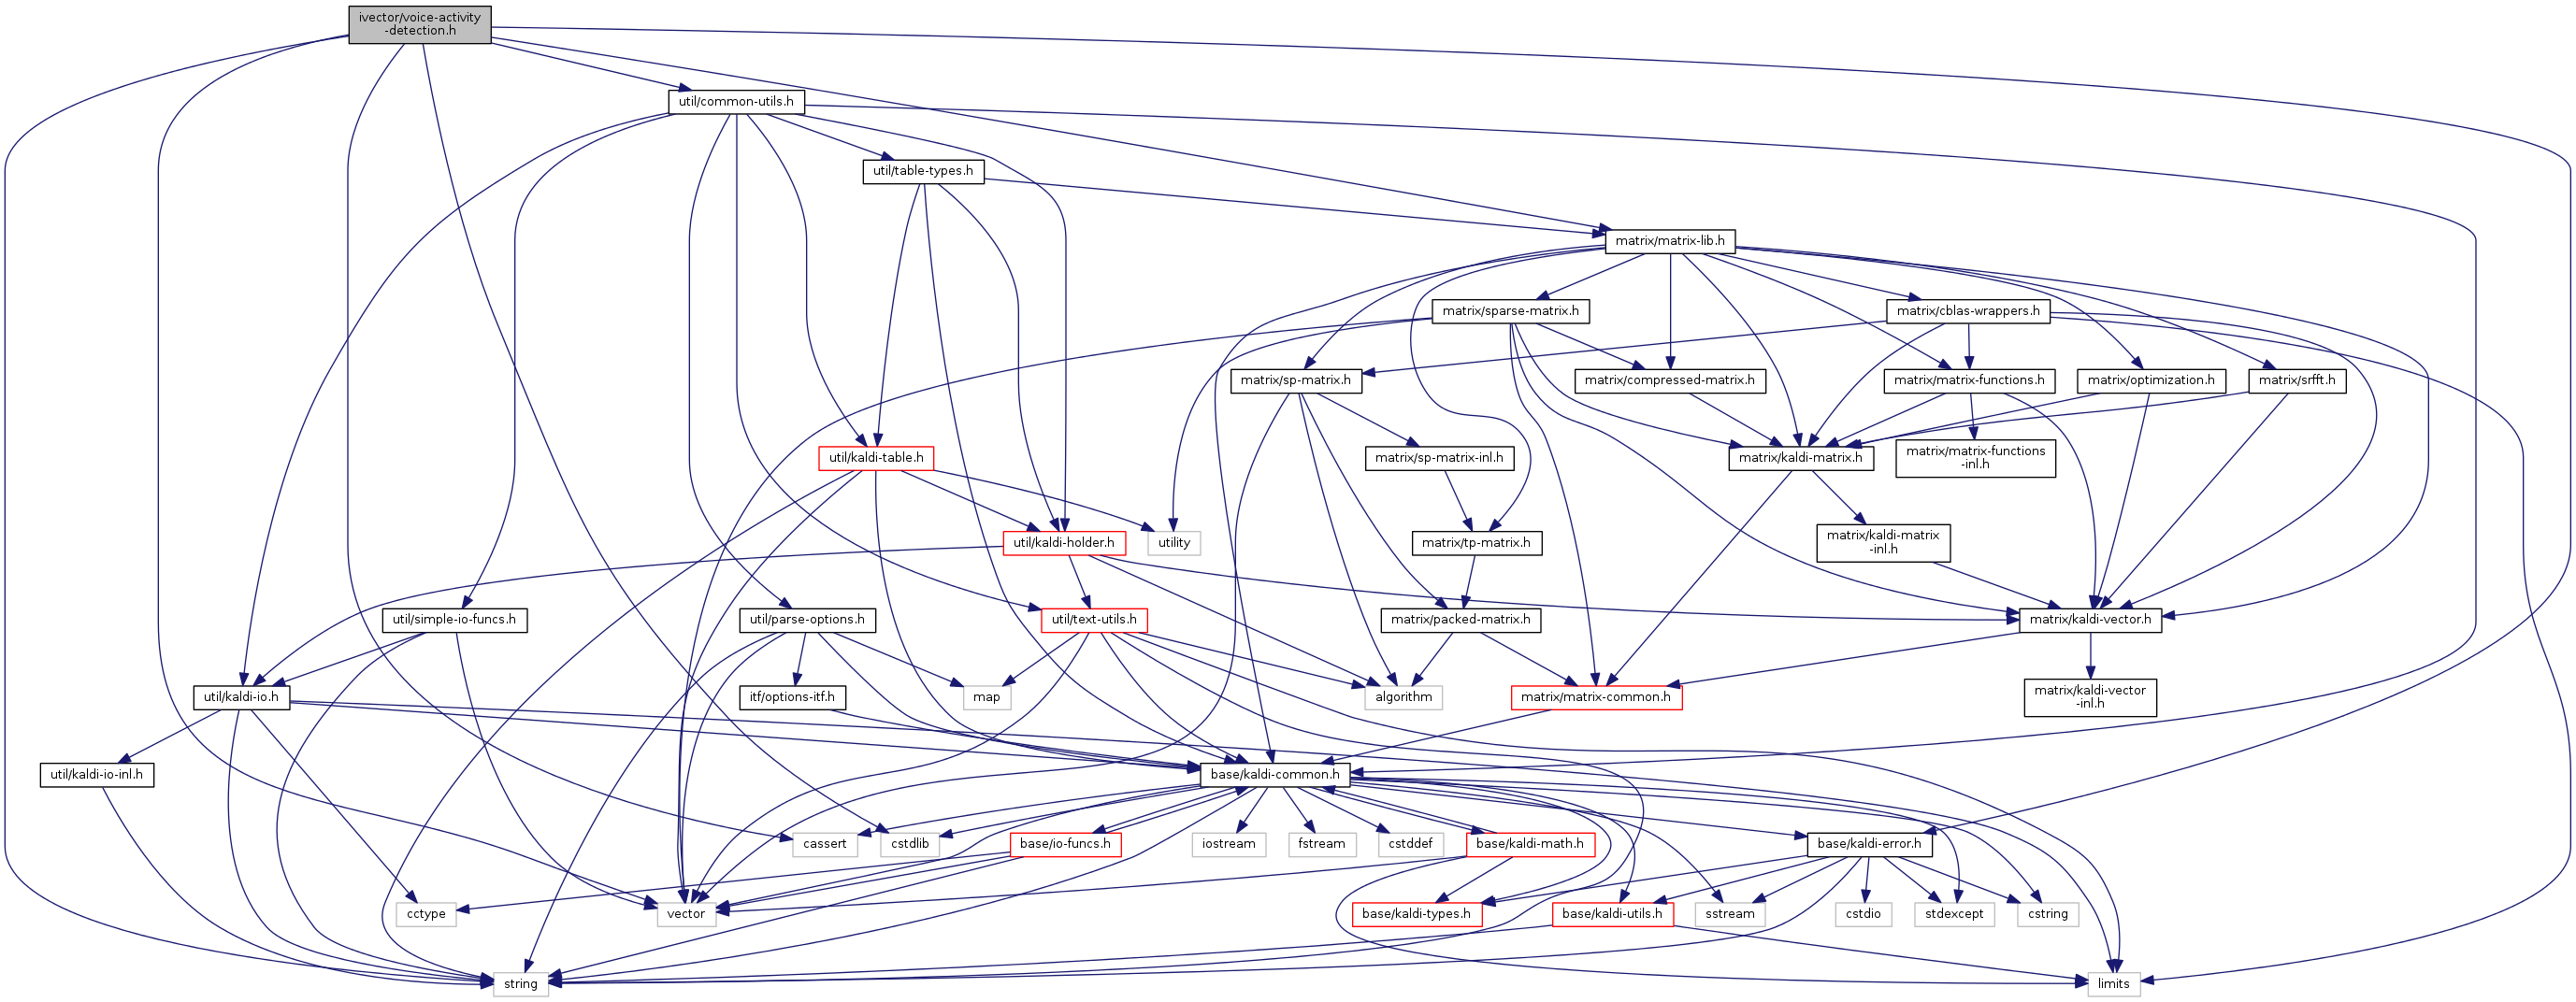 ivector/voice-activity
-detection.h
util/common-utils.h
util/table-types.h
matrix/matrix-lib.h
matrix/sparse-matrix.h
matrix/cblas-wrappers.h
matrix/sp-matrix.h
matrix/compressed-matrix.h
matrix/matrix-functions.h
matrix/optimization.h
matrix/srfft.h
util/kaldi-table.h
matrix/sp-matrix-inl.h
matrix/kaldi-matrix.h
matrix/matrix-functions
-inl.h
util/kaldi-holder.h
utility
matrix/tp-matrix.h
matrix/kaldi-matrix
-inl.h
util/simple-io-funcs.h
util/parse-options.h
util/text-utils.h
matrix/packed-matrix.h
matrix/kaldi-vector.h
util/kaldi-io.h
itf/options-itf.h
map
algorithm
matrix/matrix-common.h
matrix/kaldi-vector
-inl.h
util/kaldi-io-inl.h
base/kaldi-common.h
cassert
cstdlib
base/io-funcs.h
iostream
fstream
cstddef
base/kaldi-math.h
base/kaldi-error.h
cctype
vector
base/kaldi-types.h
base/kaldi-utils.h
sstream
cstdio
stdexcept
cstring
string
limits